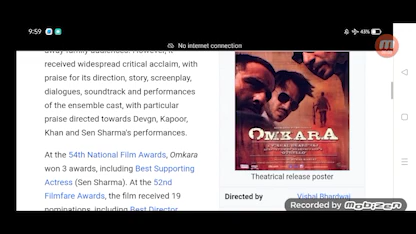 9:59
43%
No internet connection
away family audiences. However, it
received widespread critical acclaim, with
praise for its direction, story, screenplay,
dialogues, soundtrack and performances
of the ensemble cast, with particular
praise directed towards Devgn, Kapoor,
Khan and Sen Sharma's performances.
At the 54th National Film Awards, Omkara
won 3 awards, including Best Supporting
Actress (Sen Sharma). At the 52nd
Filmfare Awards, the film received 19
nominations, including Best Director
OMKARA
Theatrical release poster
Directed by Vishal Bhardwaj
Recorded by mobizen